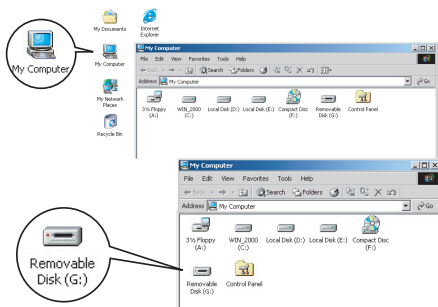 My Documents
Internet
Explorer
My Computer
My Computer
My Network
Places
Recycle Bin
My Computer
File Edit View Favorites Tools Help
Back Search Folders
Address My Computer Go
3½ Floppy
(A:)
WIN_2000
(C:)
Local Disk (D:)
Local Disk (E:)
Compact Disc
(F:)
Removable
Disk (G:)
Control Panel
My Computer
File Edit View Favorites Tools Help
Back Search Folders
Address My Computer Go
3½ Floppy
(A:)
WIN_2000
(C:)
Local Disk (D:)
Local Disk (E:)
Compact Disc
(F:)
Removable
Disk (G:)
Control Panel
Removable
Disk (G:)